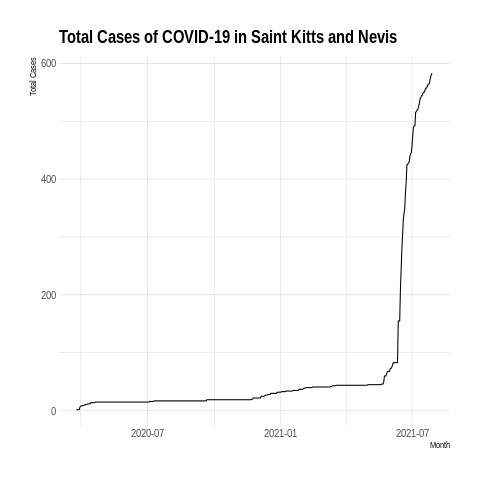 Total Cases of COVID-19 in Saint Kitts and Nevis
Total Cases
600
400
200
0
2020-07
2021-01
2021-07
Month